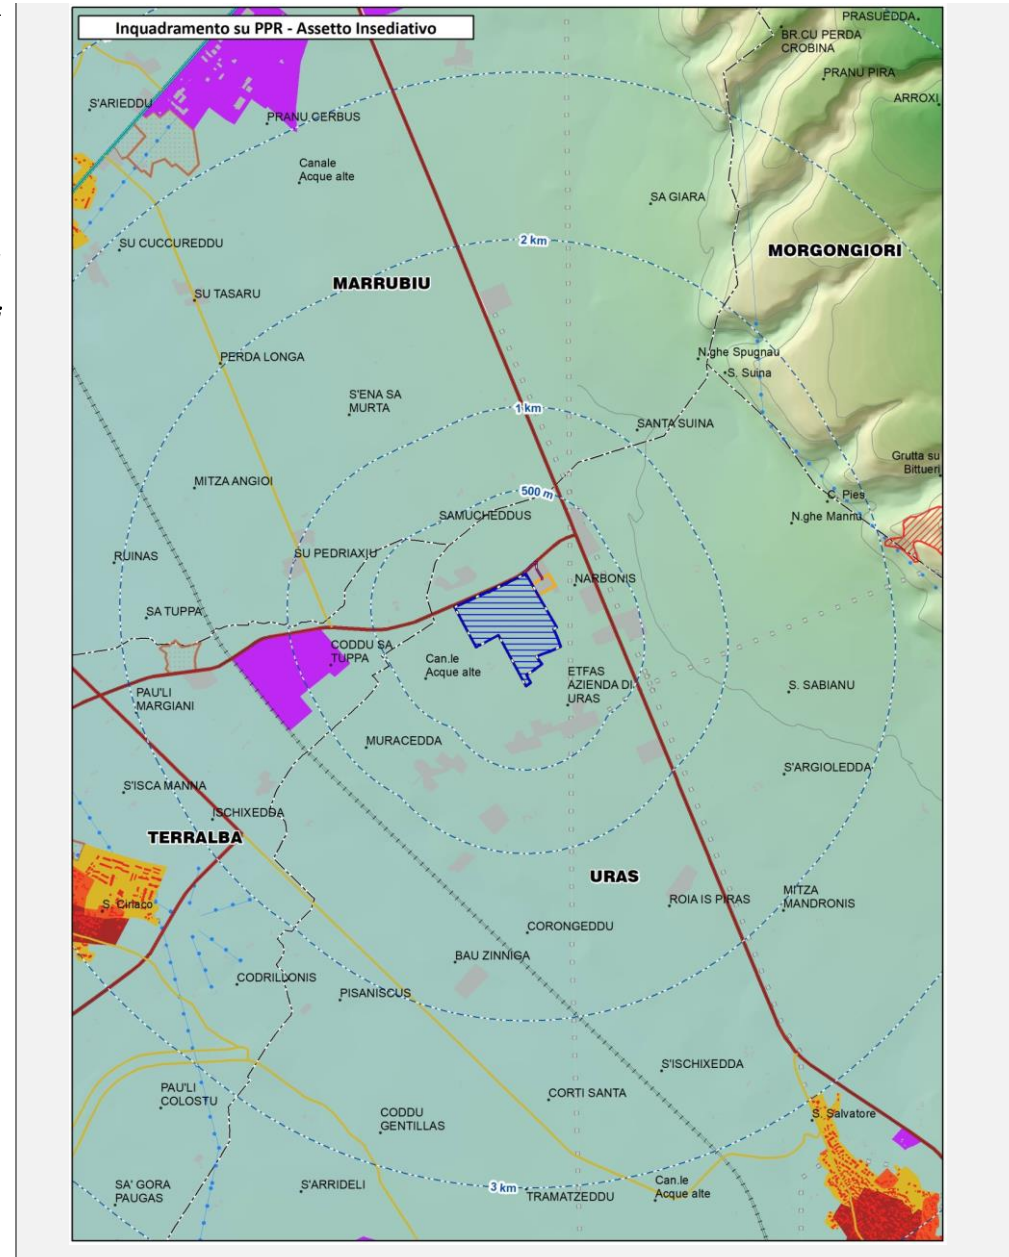 Inquadramento su PPR - Assetto Insediativo
PRASUEDDA
BR.CU PERDA
CROBINA
PRANU PIRA
ARROXI
S'ARIEDDU
PRANU CERBUS
Canale
Acque alte
SA GIARA
SU CUCCUREDDU
2 km
MORGONGIORI
MARRUBIU
SU TASARU
PERDA LONGA
N.ghe Spugnau
S. Suina
S'ENA SA
MURTA
1 km
SANTA SUINA
Grutta su
Bittueri
MITZA ANGIOI
500 m
C. Pies
SAMUCHEDDUS
N.ghe Mannu
RUINAS
SU PEDRIAXJU
NARBONIS
SA TUPPA
CODDU SA
TUPPA
Can.le
Acque alte
ETFAS
AZIENDA DI
URAS
S. SABIANU
PAU'LI
MARGIANI
MURACEDDA
S'ARGIOLEDDA
S'ISCA MANNA
ISCHIXEDDA
TERRALBA
URAS
S. Ciriaco
ROIA IS PIRAS
MITZA
MANDRONIS
CORONGEDDU
BAU ZINNIGA
CODRILLONIS
PISANISCUS
S'ISCHIXEDDA
PAU'LI
COLOSTU
CORTI SANTA
CODDU
GENTILLAS
S. Salvatore
SA' GORA
PAUGAS
S'ARRIDELI
3 km
TRAMATZEDDU
Can.le
Acque alte